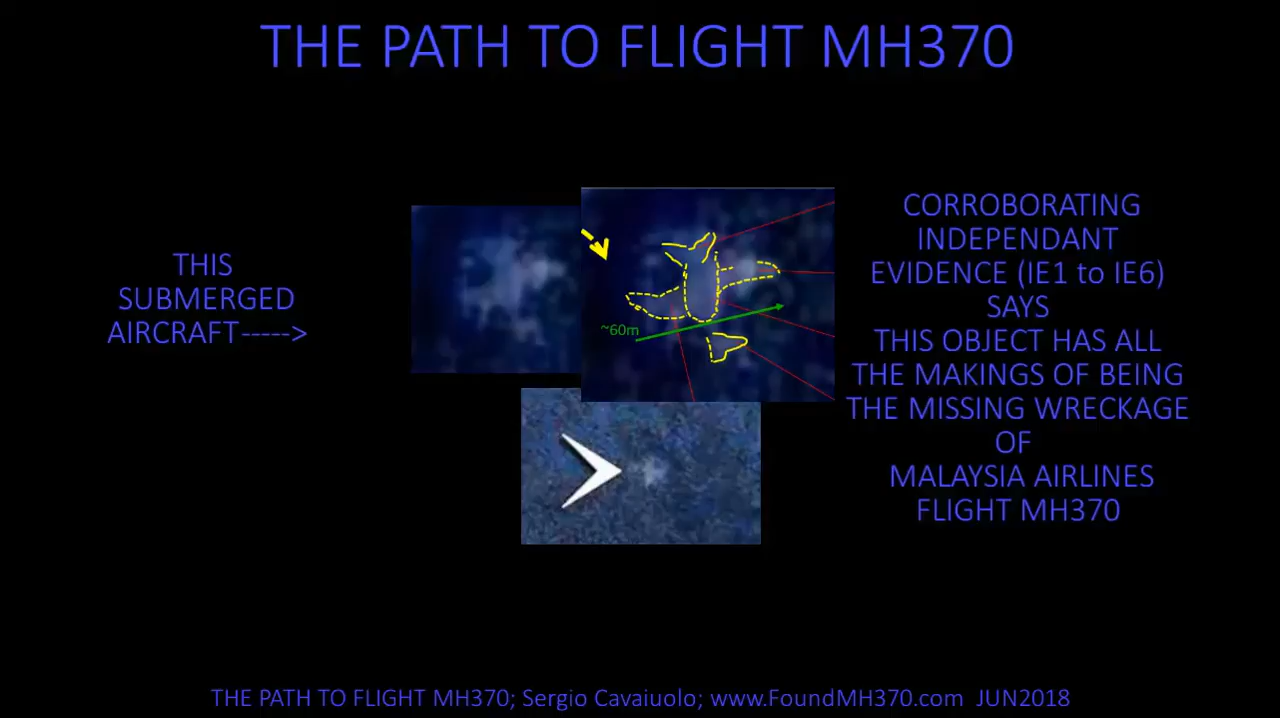 THE PATH TO FLIGHT MH370
THIS
SUBMERGED
AIRCRAFT----->
~60m
CORROBORATING
INDEPENDANT
EVIDENCE (IE1 to IE6)
SAYS
THIS OBJECT HAS ALL
THE MAKINGS OF BEING
THE MISSING WRECKAGE
OF
MALAYSIA AIRLINES
FLIGHT MH370
THE PATH TO FLIGHT MH370; Sergio Cavaiuolo; www.FoundMH370.com JUN2018